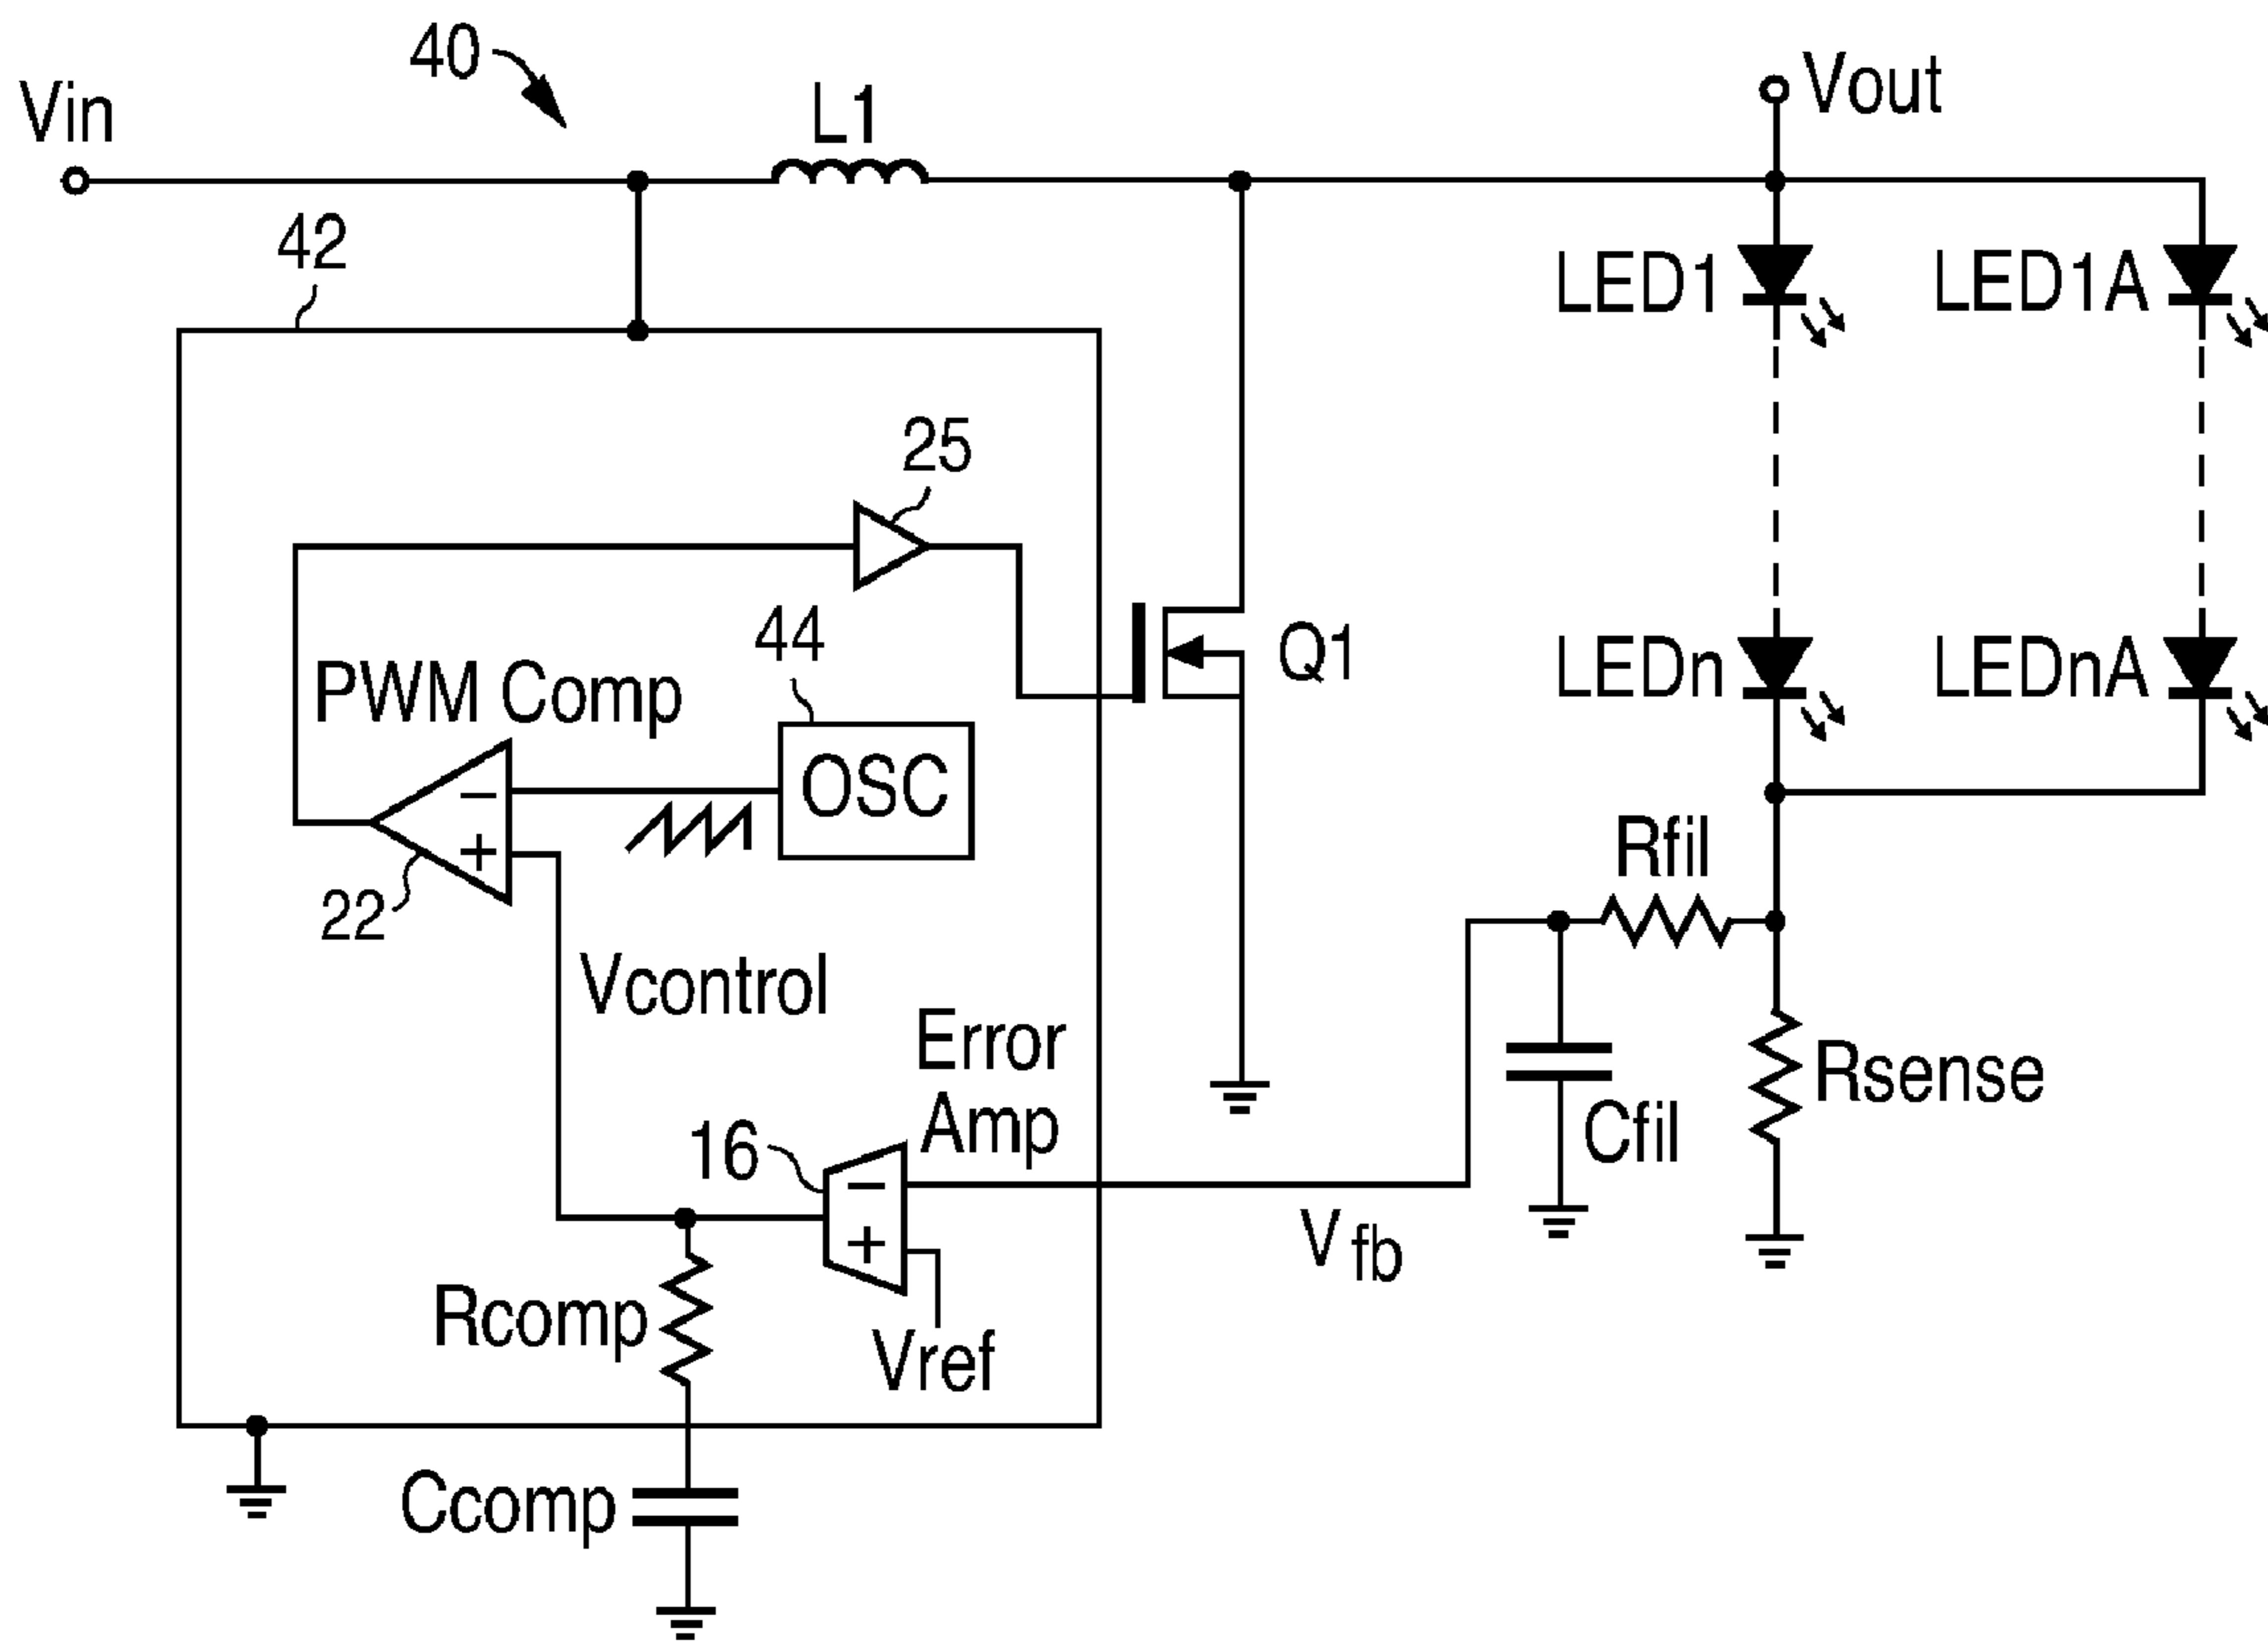 40
Vin
L1
Vout
42
LED1
LED1A
25
44
PWM Comp
Q1
LEDn
LEDnA
OSC
−
+
22
Rfil
Vcontrol
Error
Amp
Rsense
16
−
+
Cfil
Vfb
Rcomp
Vref
Ccomp